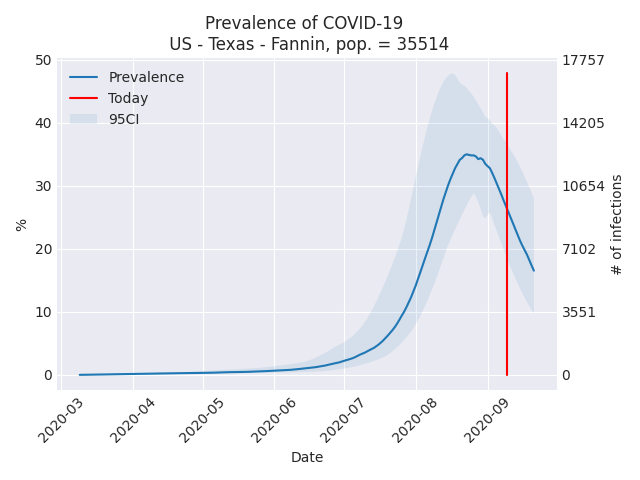 Prevalence of COVID-19
US - Texas - Fannin, pop. = 35514
Prevalence
Today
95CI
50
40
30
20
10
0
%
17757
14205
10654
7102
3551
0
# of infections
2020-03
2020-04
2020-05
2020-06
2020-07
2020-08
2020-09
Date